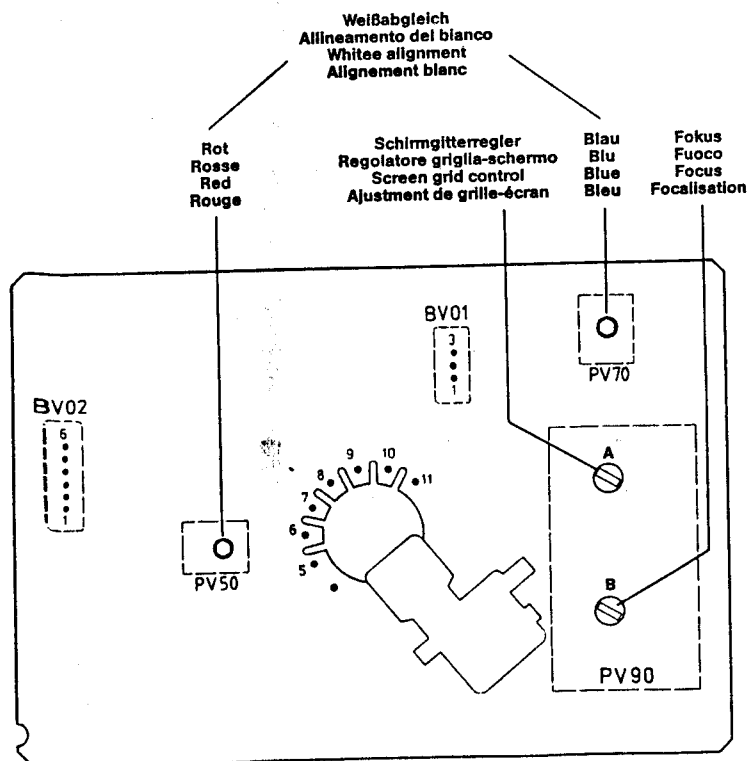 Weißabgleich
Allineamento del bianco
Whitee alignment
Alignement blanc
Rot
Rosse
Red
Rouge
Schirmgitterregler
Regolatore griglia-schermo
Screen grid control
Ajustment de grille-écran
Blau
Blu
Blue
Bleu
Fokus
Fuoco
Focus
Focalisation
BV01
3
1
PV70
BV02
6
1
PV50
5
6
7
8
9
10
11
A
B
PV90